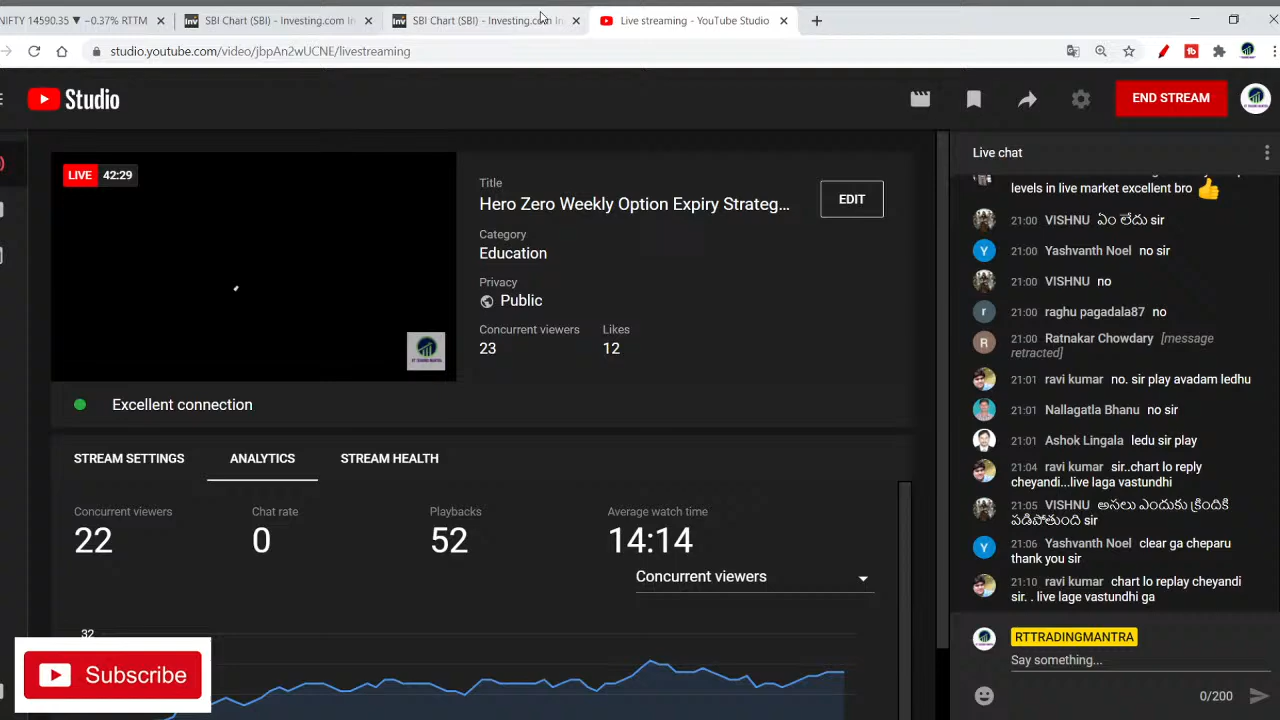 NIFTY 14590.35 ▼ −0.37% RTTM
SBI Chart (SBI) - Investing.com In
SBI Chart (SBI) - Investing.com In
Live streaming - YouTube Studio
studio.youtube.com/video/jbpAn2wUCNE/livestreaming
Studio
END STREAM
LIVE 42:29
Title
Hero Zero Weekly Option Expiry Strateg...
EDIT
Category
Education
Privacy
Public
Concurrent viewers Likes
23 12
Excellent connection
STREAM SETTINGS ANALYTICS STREAM HEALTH
Concurrent viewers Chat rate Playbacks Average watch time
22 0 52 14:14
Concurrent viewers
32
Subscribe
Live chat
levels in live market excellent bro 👍
21:00 VISHNU ఏం లేదు sir
21:00 Yashvanth Noel no sir
21:00 VISHNU no
21:00 raghu pagadala87 no
21:00 Ratnakar Chowdary [message
retracted]
21:01 ravi kumar no. sir play avadam ledhu
21:01 Nallagatla Bhanu no sir
21:01 Ashok Lingala ledu sir play
21:04 ravi kumar sir..chart lo reply
cheyandi...live laga vastundhi
21:05 VISHNU అసలు ఎందుకు క్రిందికి
పడిపోతుంది sir
21:06 Yashvanth Noel clear ga cheparu
thank you sir
21:10 ravi kumar chart lo replay cheyandi
sir. . live lage vastundhi ga
RTTRADINGMANTRA
Say something...
0/200